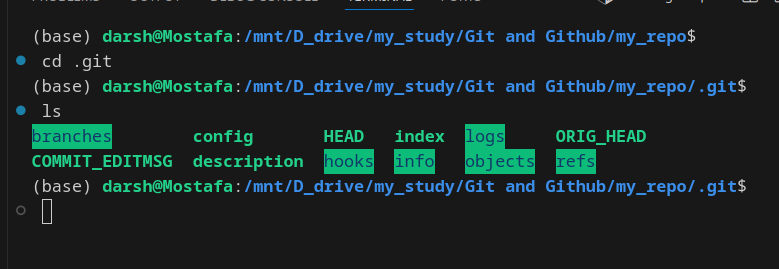 (base) darsh@Mostafa:/mnt/D_drive/my_study/Git and Github/my_repo$
cd .git
(base) darsh@Mostafa:/mnt/D_drive/my_study/Git and Github/my_repo/.git$
ls
branches config HEAD index logs ORIG_HEAD
COMMIT_EDITMSG description hooks info objects refs
(base) darsh@Mostafa:/mnt/D_drive/my_study/Git and Github/my_repo/.git$